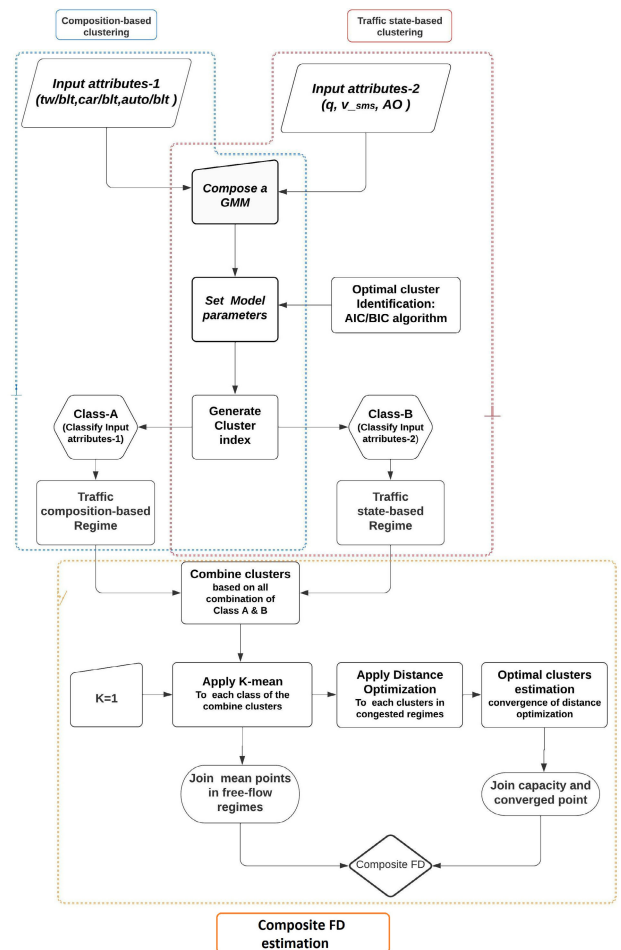 Composition-based
clustering
Traffic state-based
clustering
Input attributes-1
(tw/blt,car/blt,auto/blt )
Input attributes-2
(q, v_sms, AO )
Compose a
GMM
Set Model
parameters
Optimal cluster
Identification:
AIC/BIC algorithm
Class-A
(Classify Input
atrributes-1)
Generate
Cluster
index
Class-B
(Classify Input
atrributes-2)
Traffic
composition-based
Regime
Traffic
state-based
Regime
Combine clusters
based on all
combination of
Class A & B
K=1
Apply K-mean
To each class of the
combine clusters
Apply Distance
Optimization
To each clusters in
congested regimes
Optimal clusters
estimation
convergence of distance
optimization
Join mean points
in free-flow
regimes
Join capacity and
converged point
Composite FD
Composite FD
estimation